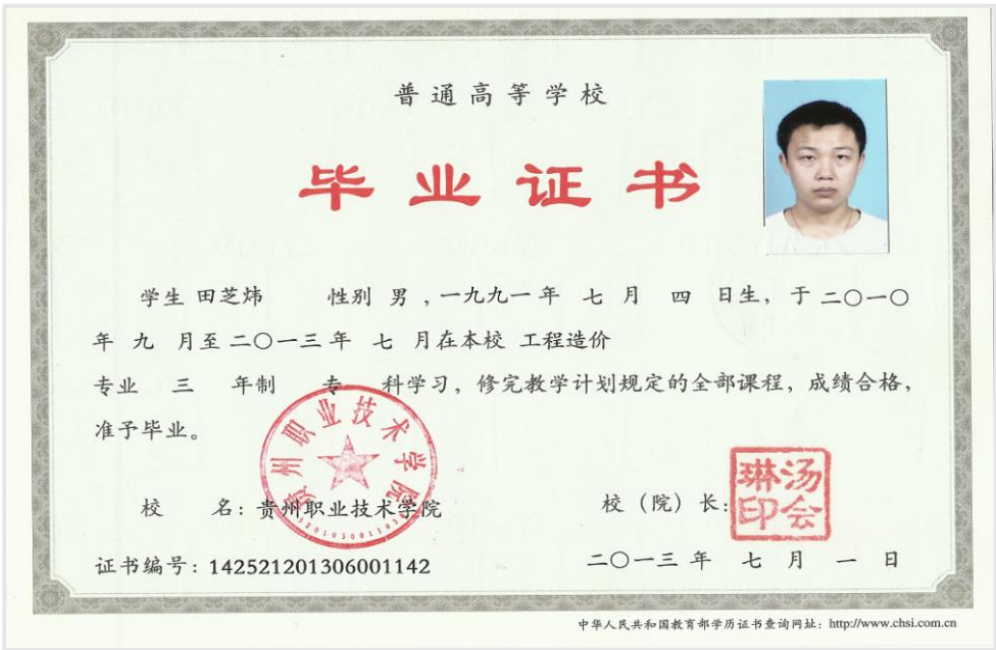 普通高等学校
毕业证书
学生 田芝炜 性别 男 ，一九九一 年 七 月 四 日生，于 二〇一〇
年 九 月至 二〇一三 年 七 月在本校 工程造价
专业 三 年制 专 科学习，修完教学计划规定的全部课程，成绩合格，
准予毕业。
贵州职业技术学院
校 名：贵州职业技术学院
校（院）长：
汤会琳印
证书编号：142521201306001142
二〇一三 年 七 月 一 日
中华人民共和国教育部学历证书查询网址：http://www.chsi.com.cn